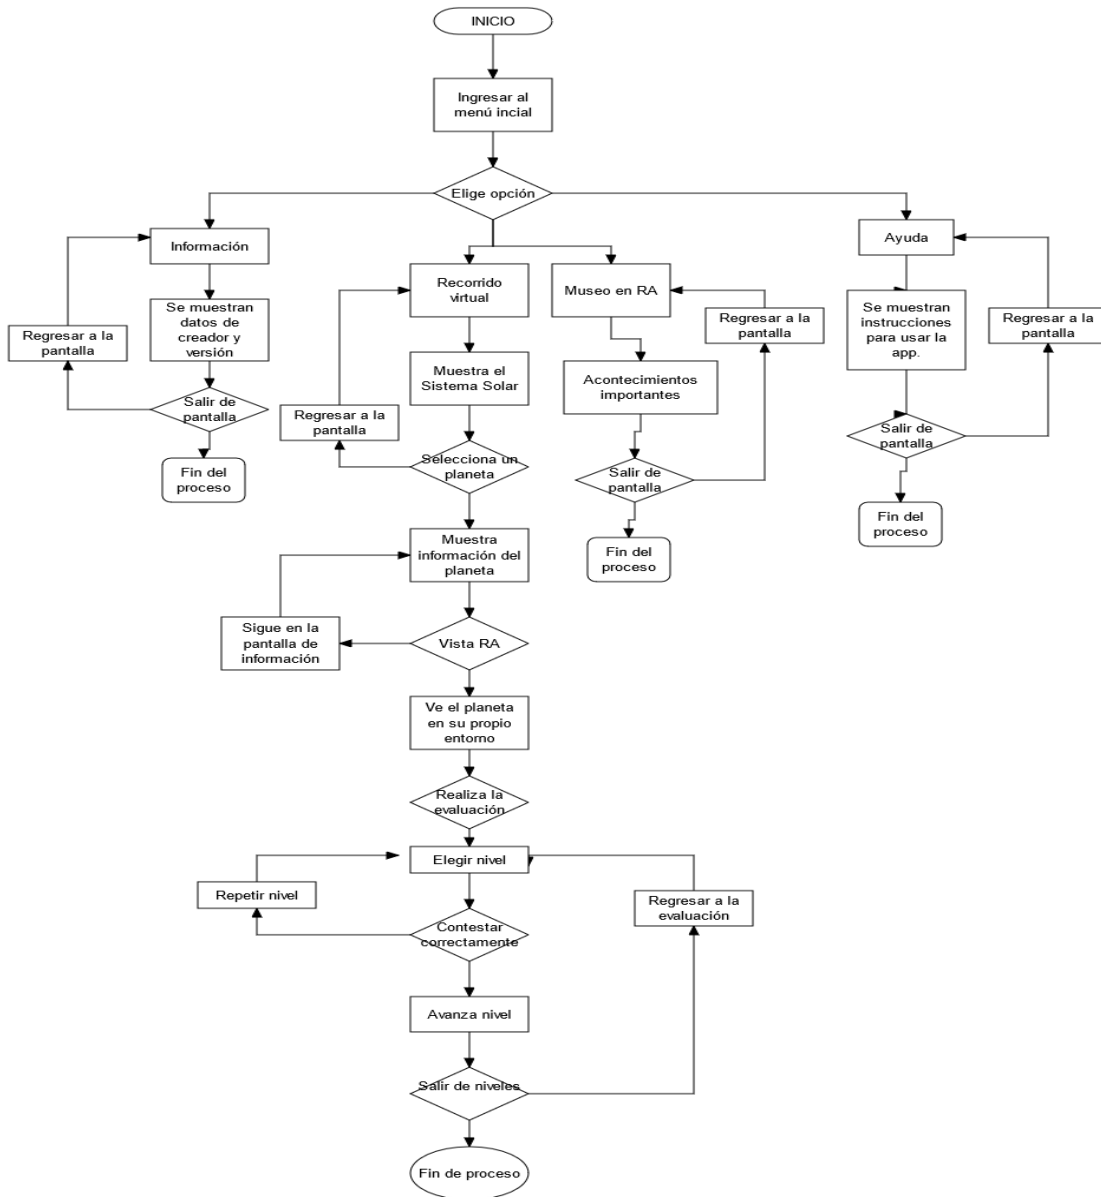 INICIO
Ingresar al
menú incial
Elige opción
Información
Se muestran
datos de
creador y
versión
Regresar a la
pantalla
Salir de
pantalla
Fin del
proceso
Recorrido
virtual
Muestra el
Sistema Solar
Regresar a la
pantalla
Selecciona un
planeta
Muestra
información del
planeta
Sigue en la
pantalla de
información
Vista RA
Ve el planeta
en su propio
entorno
Realiza la
evaluación
Elegir nivel
Repetir nivel
Contestar
correctamente
Regresar a la
evaluación
Avanza nivel
Salir de niveles
Fin de proceso
Museo en RA
Regresar a la
pantalla
Acontecimientos
importantes
Salir de
pantalla
Fin del
proceso
Ayuda
Se muestran
instrucciones
para usar la
app.
Regresar a la
pantalla
Salir de
pantalla
Fin del
proceso